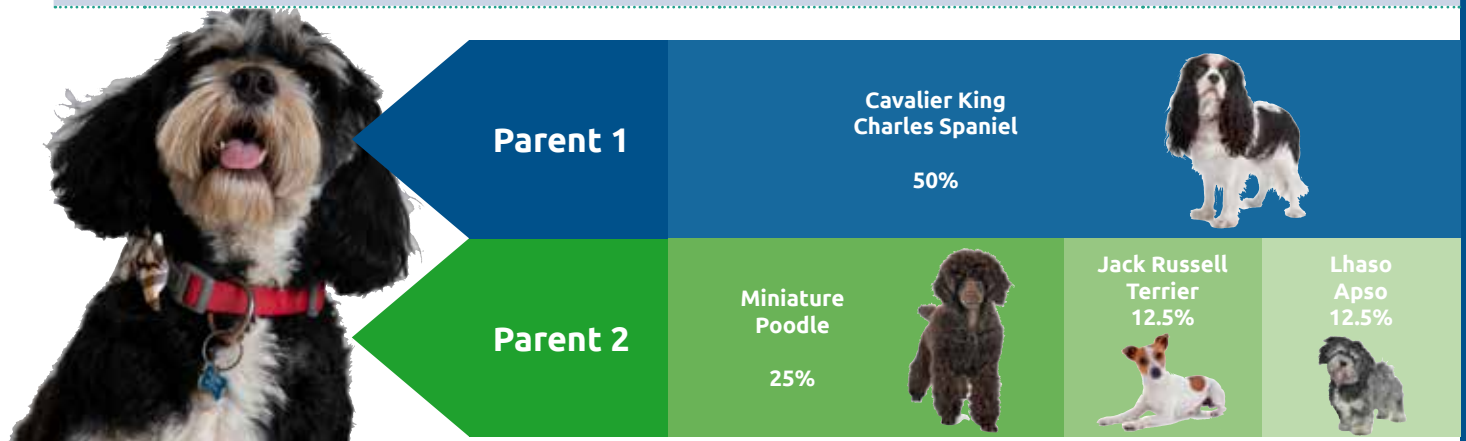 Parent 1
Cavalier King
Charles Spaniel
50%
Parent 2
Miniature
Poodle
25%
Jack Russell
Terrier
12.5%
Lhaso
Apso
12.5%